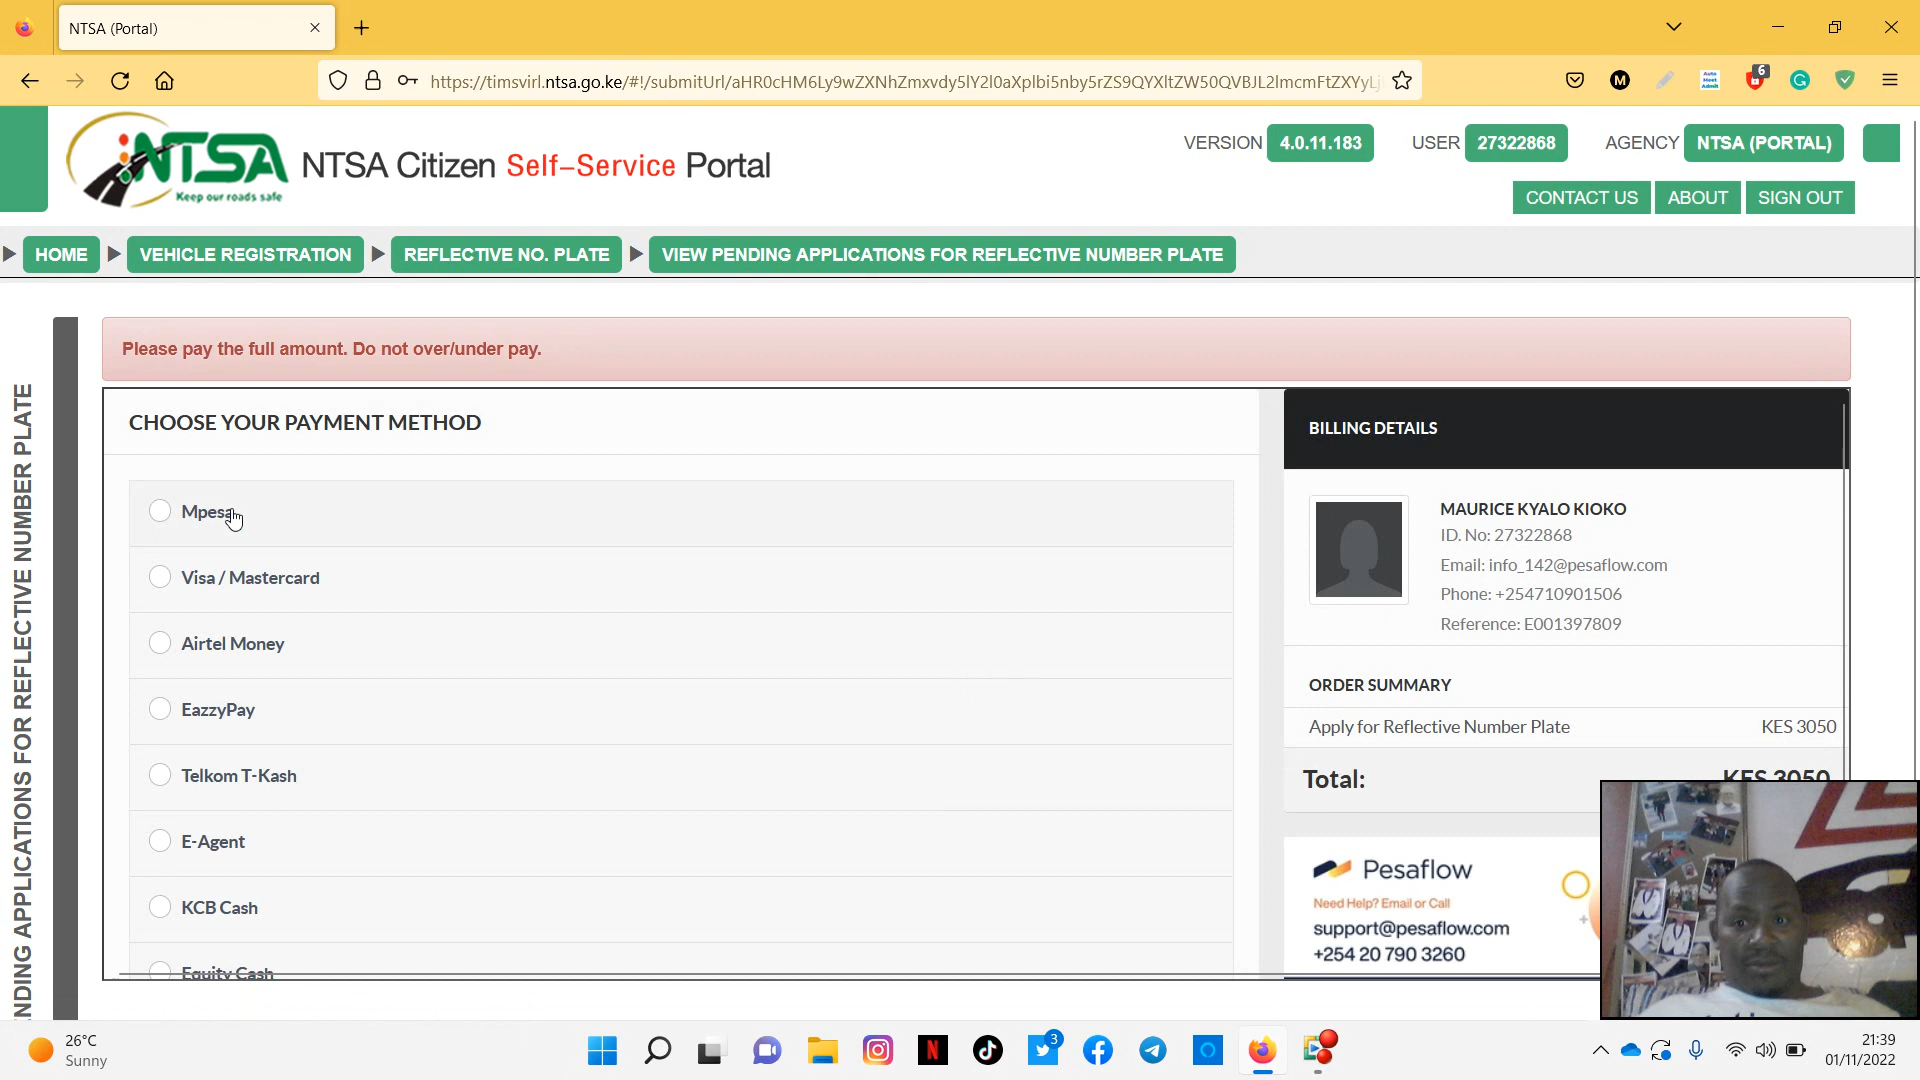 NTSA (Portal)
https://timsvirl.ntsa.go.ke/#!/submitUrl/aHR0cHM6Ly9wZXNhZmxvdy5lY2l0aXplbi5nby5rZS9QYXltZW50QVBJL2lmcmFtZXYyLj
M
Auto Meet Admit
6
NTSA
Keep our roads safe
NTSA Citizen Self-Service Portal
VERSION 4.0.11.183 USER 27322868 AGENCY NTSA (PORTAL)
CONTACT US ABOUT SIGN OUT
HOME VEHICLE REGISTRATION REFLECTIVE NO. PLATE VIEW PENDING APPLICATIONS FOR REFLECTIVE NUMBER PLATE
NDING APPLICATIONS FOR REFLECTIVE NUMBER PLATE
Please pay the full amount. Do not over/under pay.
CHOOSE YOUR PAYMENT METHOD
Mpesa
Visa / Mastercard
Airtel Money
EazzyPay
Telkom T-Kash
E-Agent
KCB Cash
Equity Cash
BILLING DETAILS
MAURICE KYALO KIOKO
ID. No: 27322868
Email: info_142@pesaflow.com
Phone: +254710901506
Reference: E001397809
ORDER SUMMARY
Apply for Reflective Number Plate KES 3050
Total: KES 3050
Pesaflow
Need Help? Email or Call
support@pesaflow.com
+254 20 790 3260
26°C
Sunny
N
3
21:39
01/11/2022